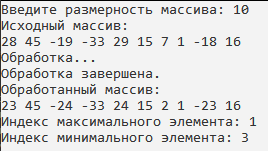 Введите размерность массива: 10
Исходный массив:
28 45 -19 -33 29 15 7 1 -18 16
Обработка...
Обработка завершена.
Обработанный массив:
23 45 -24 -33 24 15 2 1 -23 16
Индекс максимального элемента: 1
Индекс минимального элемента: 3